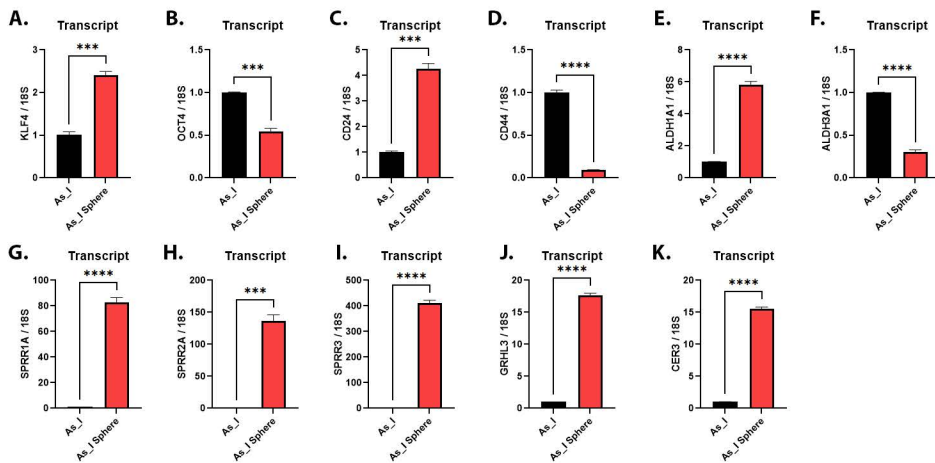 A. Transcript
***
KLF4 / 18S
3
2
1
0
As_I
As_I Sphere
B. Transcript
***
OCT4 / 18S
1.5
1.0
0.5
0.0
As_I
As_I Sphere
C. Transcript
***
CD24 / 18S
5
4
3
2
1
0
As_I
As_I Sphere
D. Transcript
****
CD44 / 18S
1.5
1.0
0.5
0.0
As_I
As_I Sphere
E. Transcript
****
ALDH1A1 / 18S
8
6
4
2
0
As_I
As_I Sphere
F. Transcript
****
ALDH3A1 / 18S
1.5
1.0
0.5
0.0
As_I
As_I Sphere
G. Transcript
****
SPRR1A / 18S
100
80
60
40
20
0
As_I
As_I Sphere
H. Transcript
***
SPRR2A / 18S
200
150
100
50
0
As_I
As_I Sphere
I. Transcript
****
SPRR3 / 18S
500
400
300
200
100
0
As_I
As_I Sphere
J. Transcript
****
GRHL3 / 18S
20
15
10
5
0
As_I
As_I Sphere
K. Transcript
****
CER3 / 18S
20
15
10
5
0
As_I
As_I Sphere